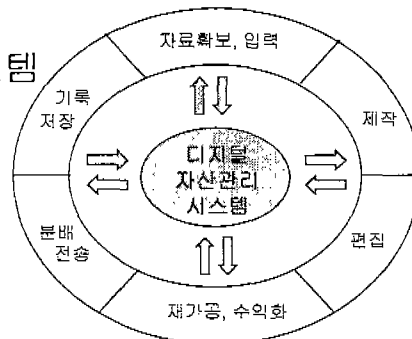 템
자료확보, 입력
기록
저장
제작
디지털
자산관리
시스템
분배
전송
편집
재가공, 수익화